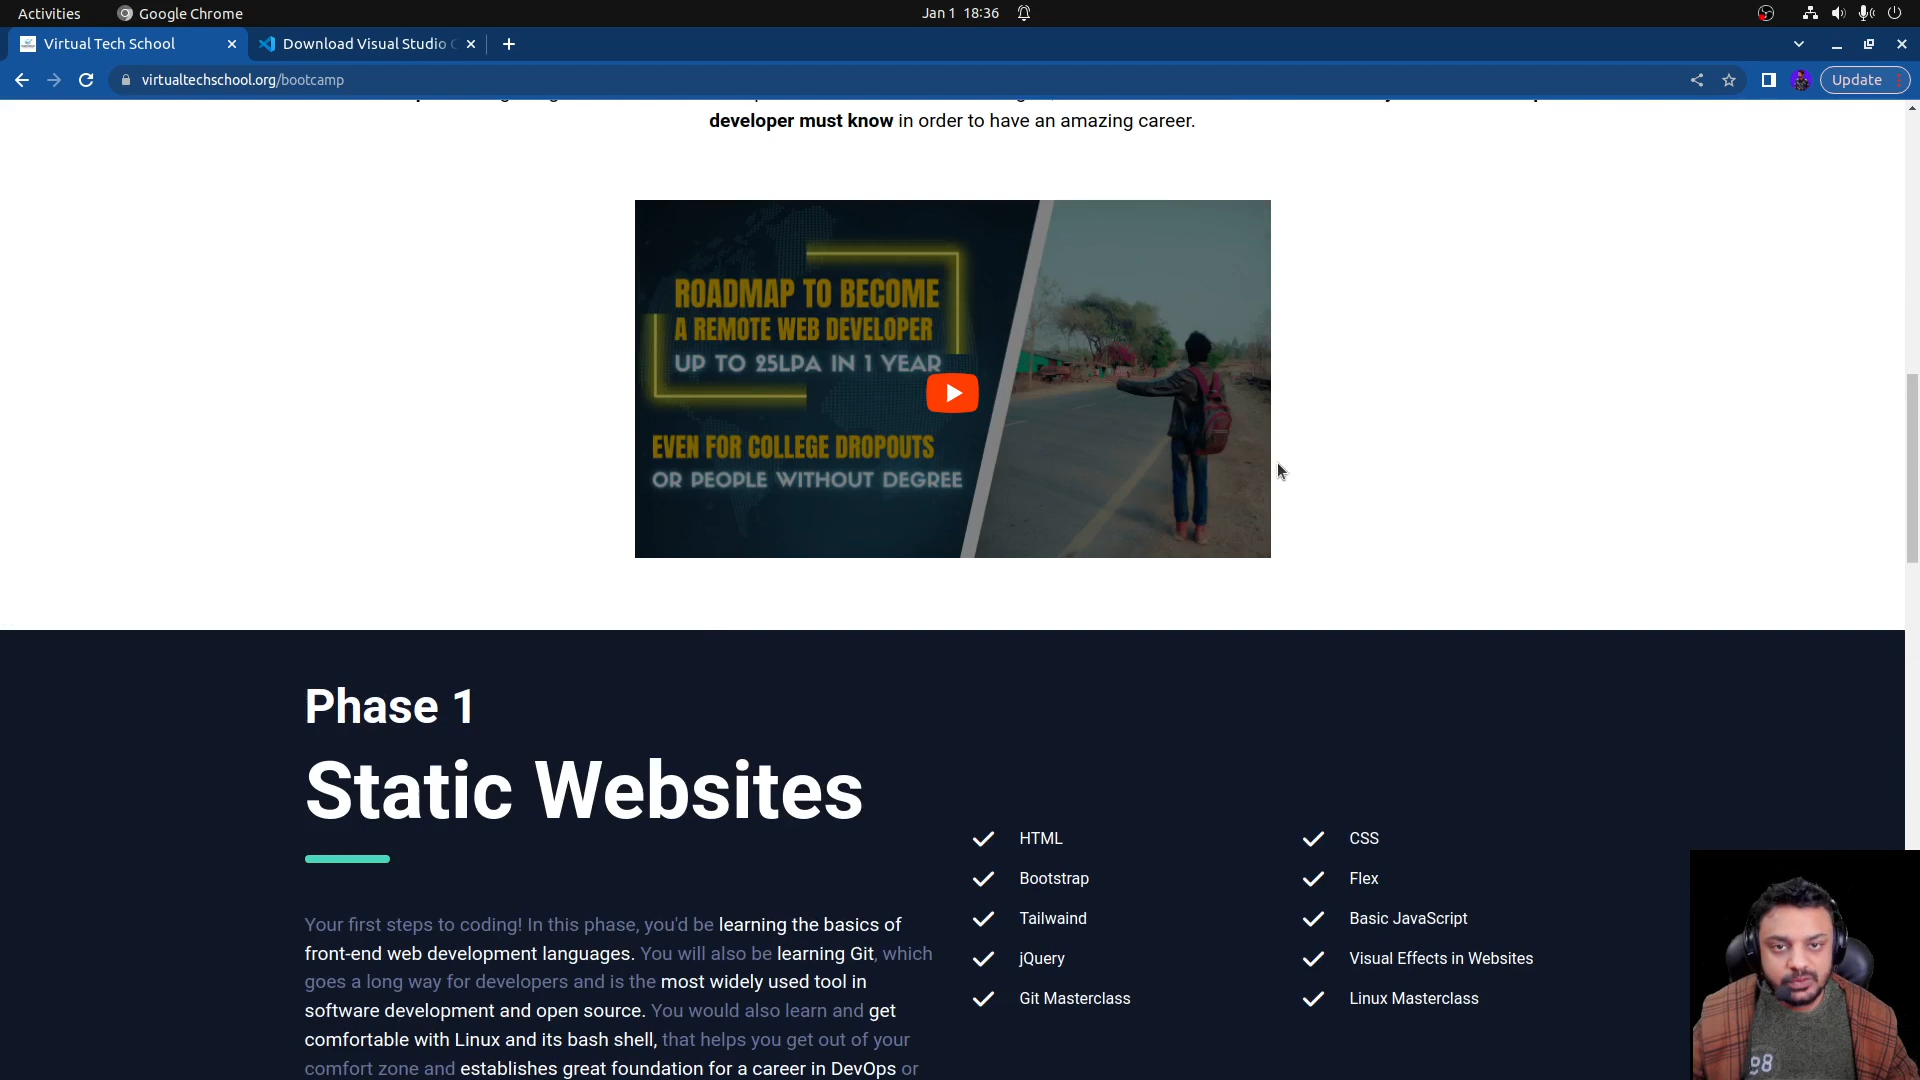 Activities
Google Chrome
Jan 1 18:36
Virtual Tech School
Download Visual Studio
virtualtechschool.org/bootcamp
Update
developer must know in order to have an amazing career.
ROADMAP TO BECOME
A REMOTE WEB DEVELOPER
UP TO 25LPA IN 1 YEAR
EVEN FOR COLLEGE DROPOUTS
OR PEOPLE WITHOUT DEGREE
Phase 1
Static Websites
Your first steps to coding! In this phase, you'd be learning the basics of
front-end web development languages. You will also be learning Git, which
goes a long way for developers and is the most widely used tool in
software development and open source. You would also learn and get
comfortable with Linux and its bash shell, that helps you get out of your
comfort zone and establishes great foundation for a career in DevOps or
HTML
CSS
Bootstrap
Flex
Tailwaind
Basic JavaScript
jQuery
Visual Effects in Websites
Git Masterclass
Linux Masterclass